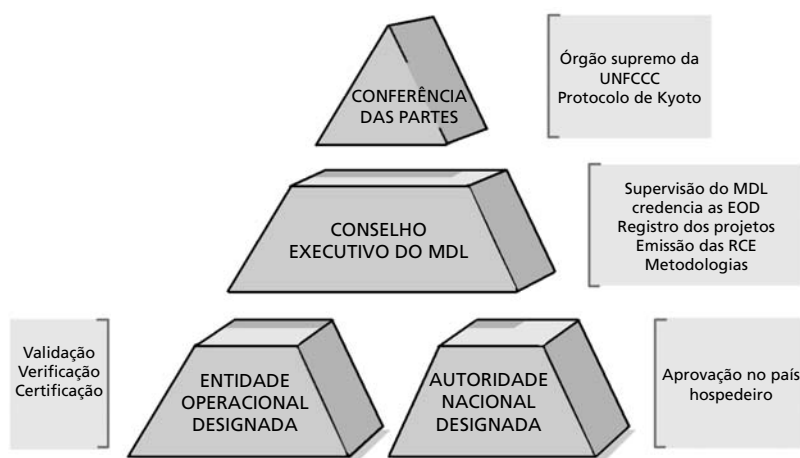 CONFERÊNCIA
DAS PARTES
Órgão supremo da
UNFCCC
Protocolo de Kyoto
CONSELHO
EXECUTIVO DO MDL
Supervisão do MDL
credencia as EOD
Registro dos projetos
Emissão das RCE
Metodologias
Validação
Verificação
Certificação
ENTIDADE
OPERACIONAL
DESIGNADA
AUTORIDADE
NACIONAL
DESIGNADA
Aprovação no país
hospedeiro